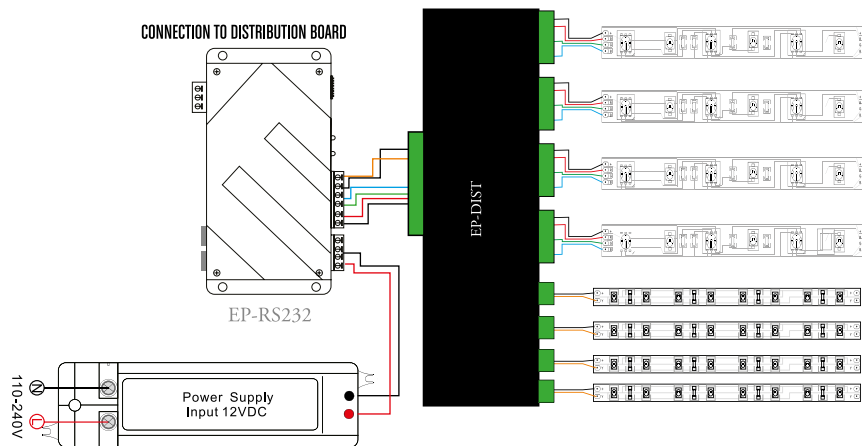 CONNECTION TO DISTRIBUTION BOARD
EP-RS232
EP-DIST
Power Supply
Input 12VDC
N
L
110-240V